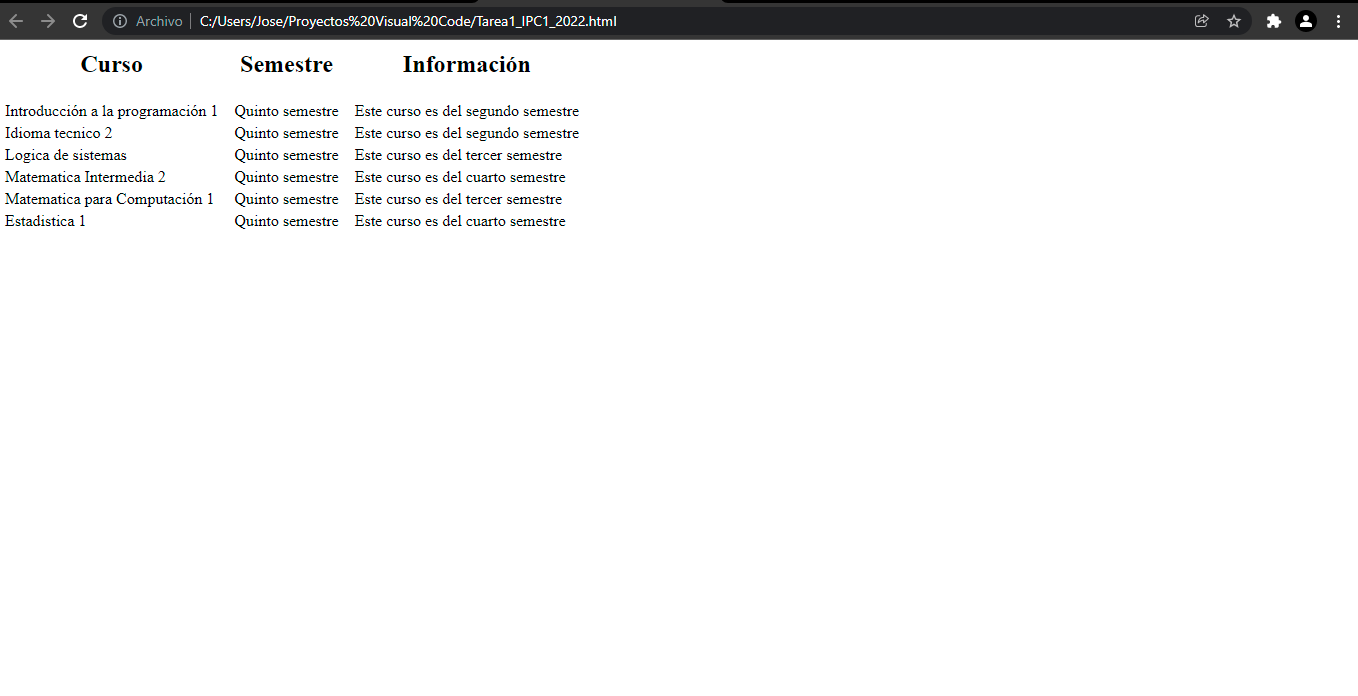 Archivo C:/Users/Jose/Proyectos%20Visual%20Code/Tarea1_IPC1_2022.html
Curso Semestre Información
Introducción a la programación 1 Quinto semestre Este curso es del segundo semestre
Idioma tecnico 2 Quinto semestre Este curso es del segundo semestre
Logica de sistemas Quinto semestre Este curso es del tercer semestre
Matematica Intermedia 2 Quinto semestre Este curso es del cuarto semestre
Matematica para Computación 1 Quinto semestre Este curso es del tercer semestre
Estadistica 1 Quinto semestre Este curso es del cuarto semestre